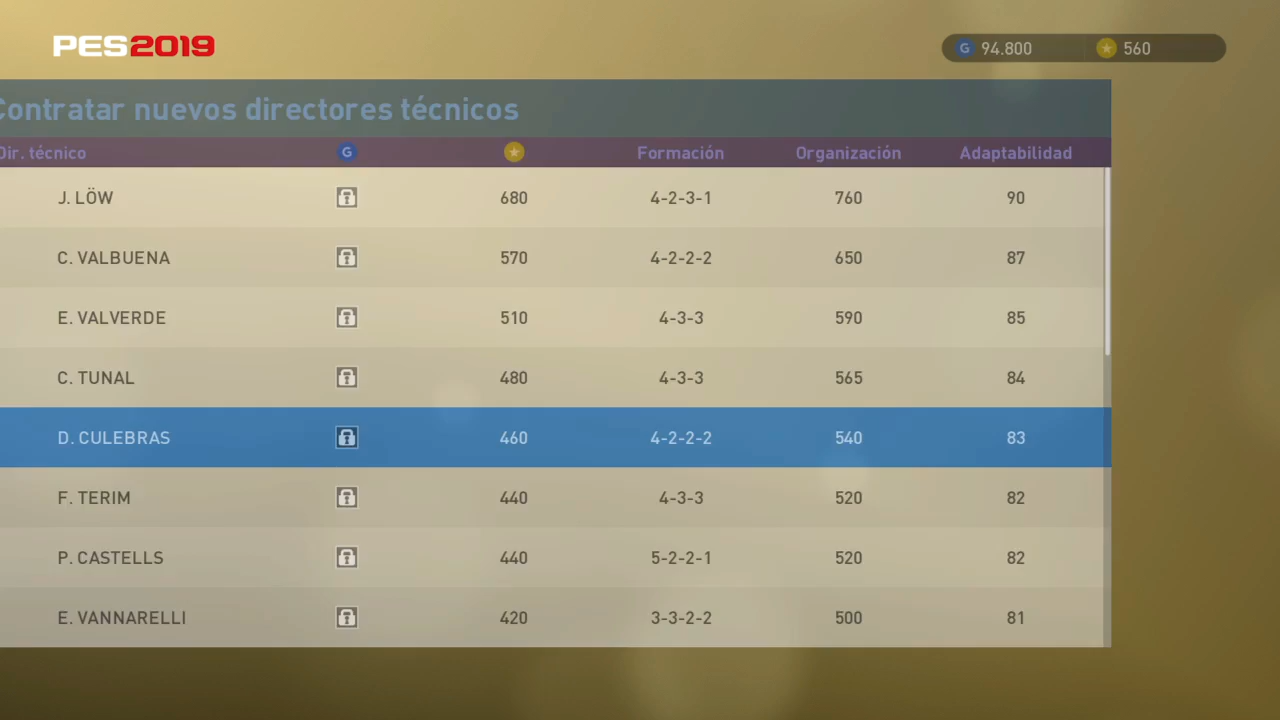 PES2019
G 94.800 560
Contratar nuevos directores técnicos
Dir. técnico G Formación Organización Adaptabilidad
J. LÖW 680 4-2-3-1 760 90
C. VALBUENA 570 4-2-2-2 650 87
E. VALVERDE 510 4-3-3 590 85
C. TUNAL 480 4-3-3 565 84
D. CULEBRAS 460 4-2-2-2 540 83
F. TERIM 440 4-3-3 520 82
P. CASTELLS 440 5-2-2-1 520 82
E. VANNARELLI 420 3-3-2-2 500 81